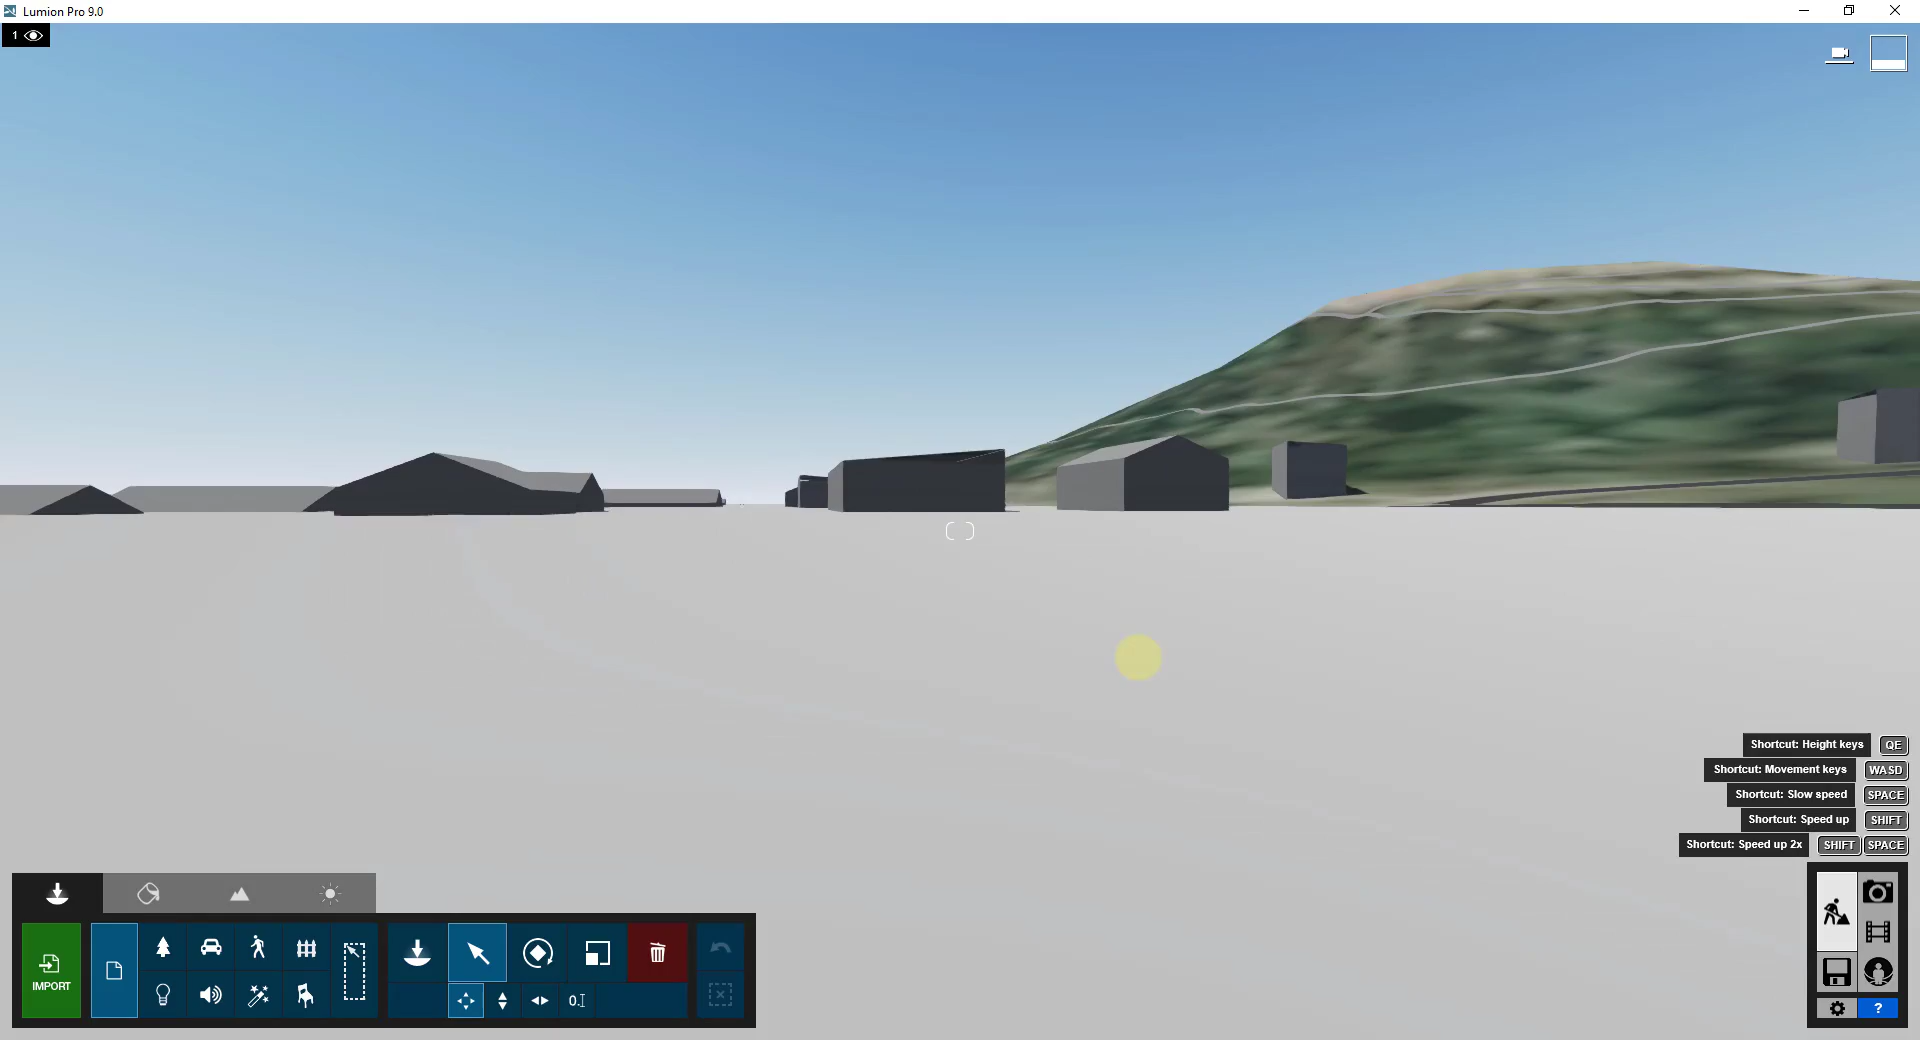 Lumion Pro 9.0
1
Shortcut: Height keys QE
Shortcut: Movement keys WASD
Shortcut: Slow speed SPACE
Shortcut: Speed up SHIFT
Shortcut: Speed up 2x SHIFT SPACE
IMPORT
0.
?